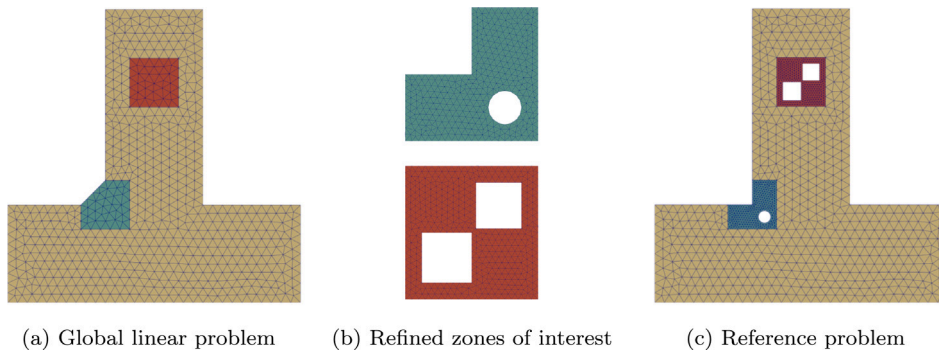 (a) Global linear problem
(b) Refined zones of interest
(c) Reference problem